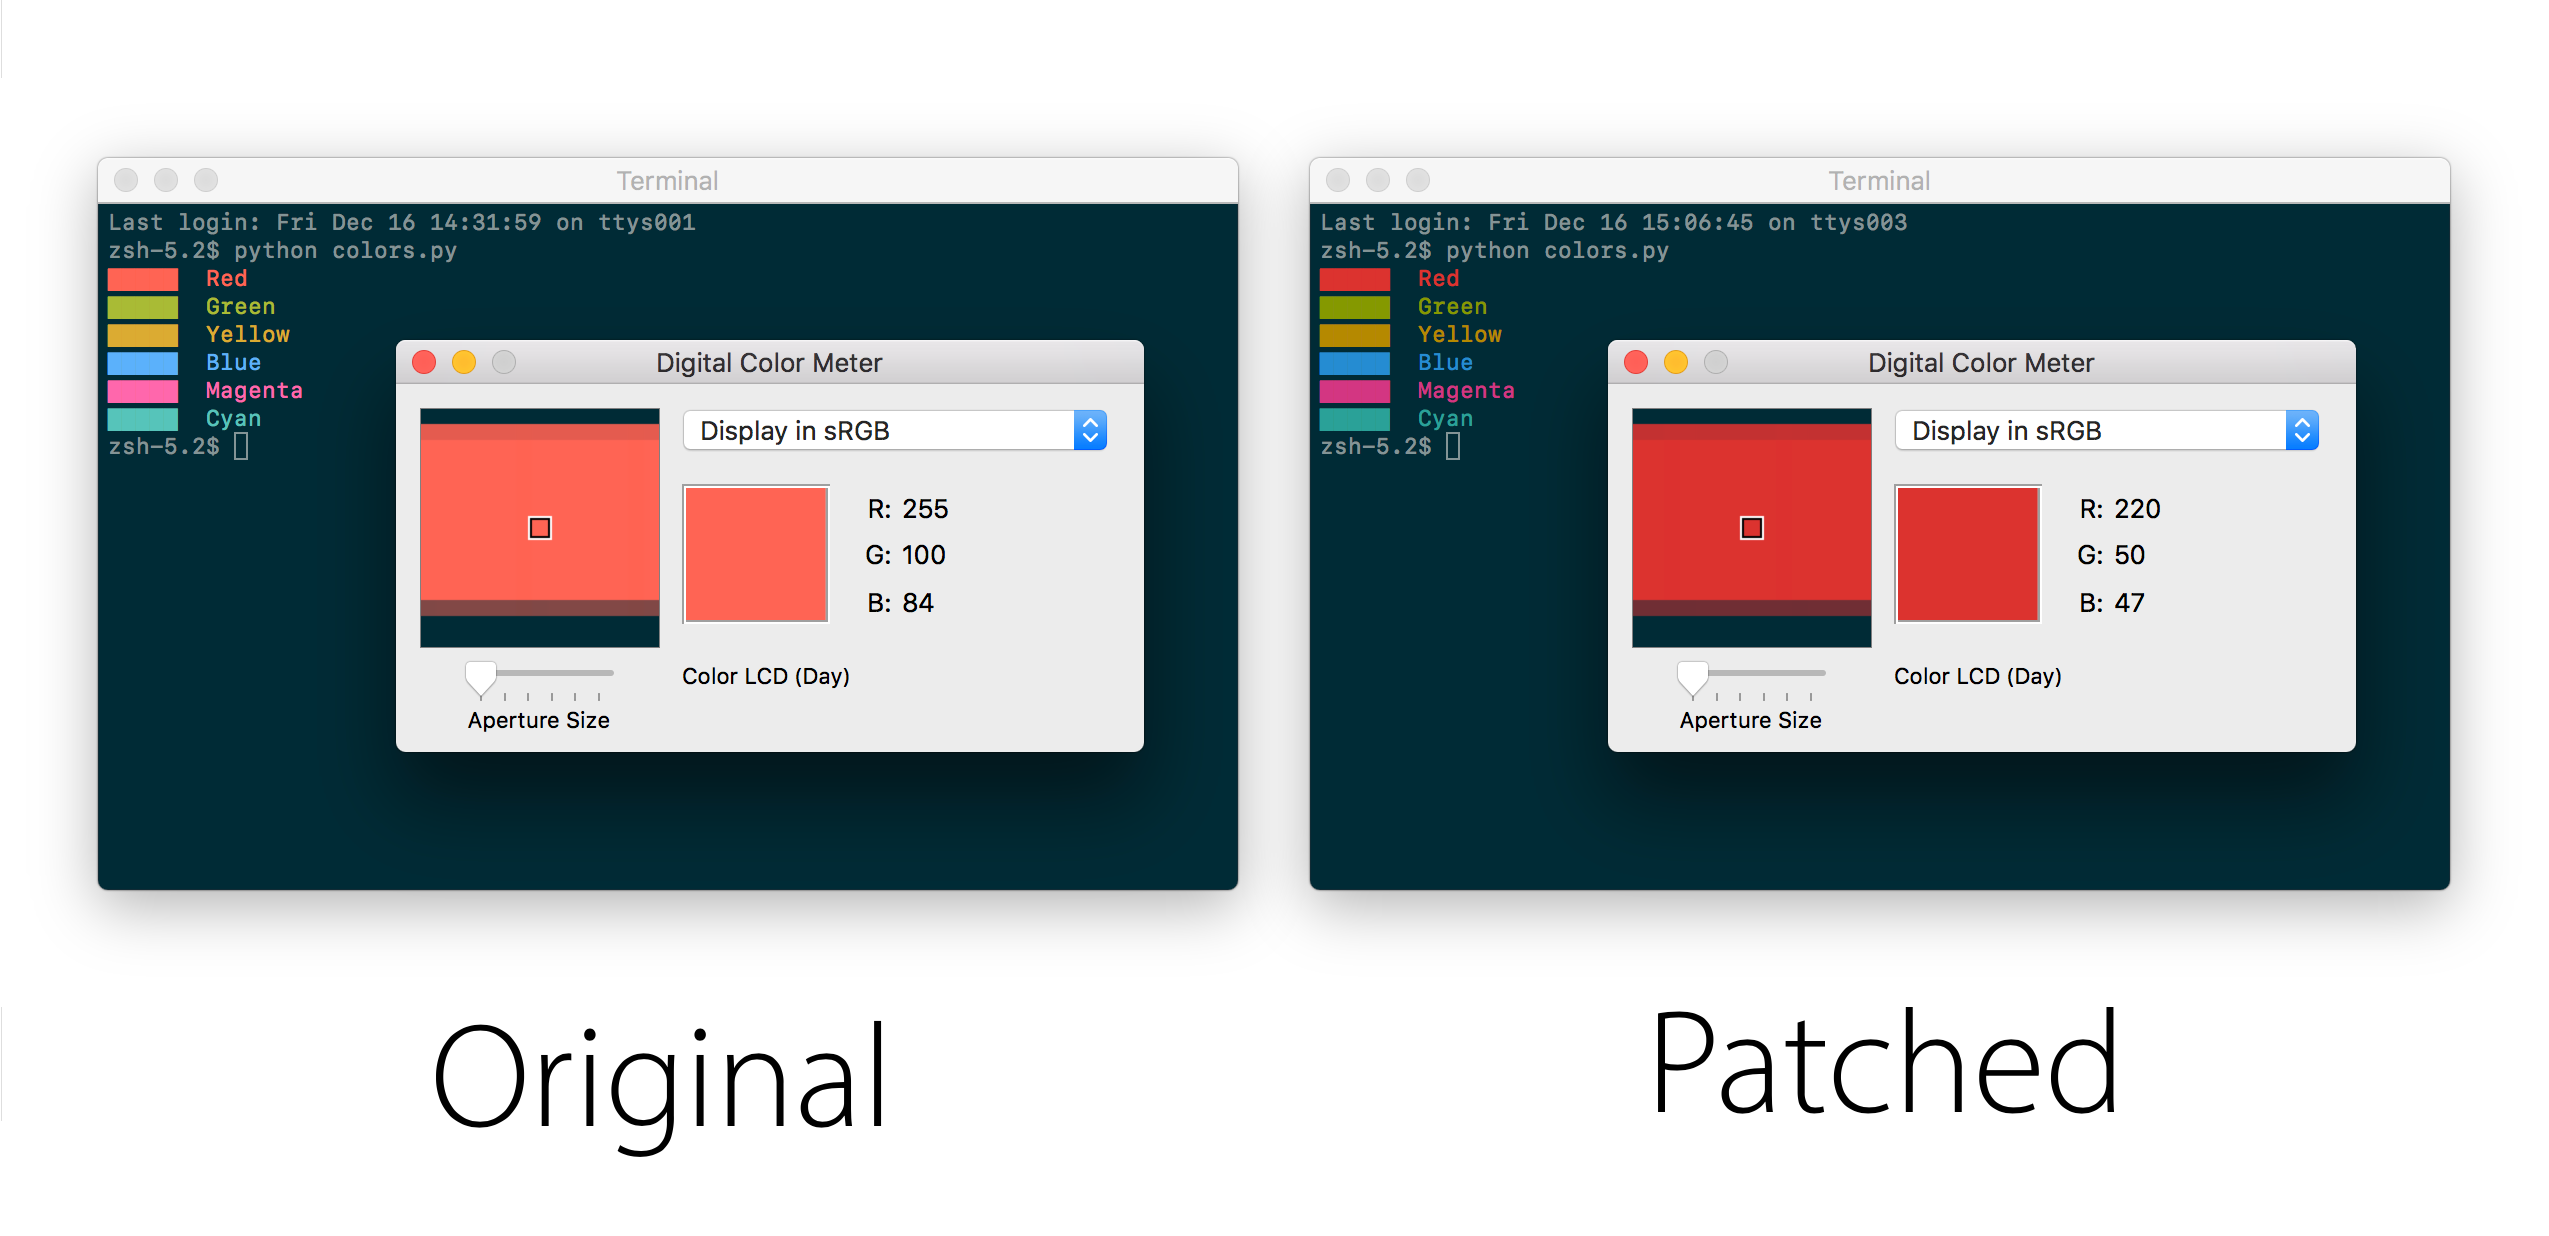 Terminal
Last login: Fri Dec 16 14:31:59 on ttys001
zsh-5.2$ python colors.py
Red
Green
Yellow
Blue
Magenta
Cyan
zsh-5.2$
Digital Color Meter
Display in sRGB
R: 255
G: 100
B: 84
Color LCD (Day)
Aperture Size
Original
Terminal
Last login: Fri Dec 16 15:06:45 on ttys003
zsh-5.2$ python colors.py
Red
Green
Yellow
Blue
Magenta
Cyan
zsh-5.2$
Digital Color Meter
Display in sRGB
R: 220
G: 50
B: 47
Color LCD (Day)
Aperture Size
Patched